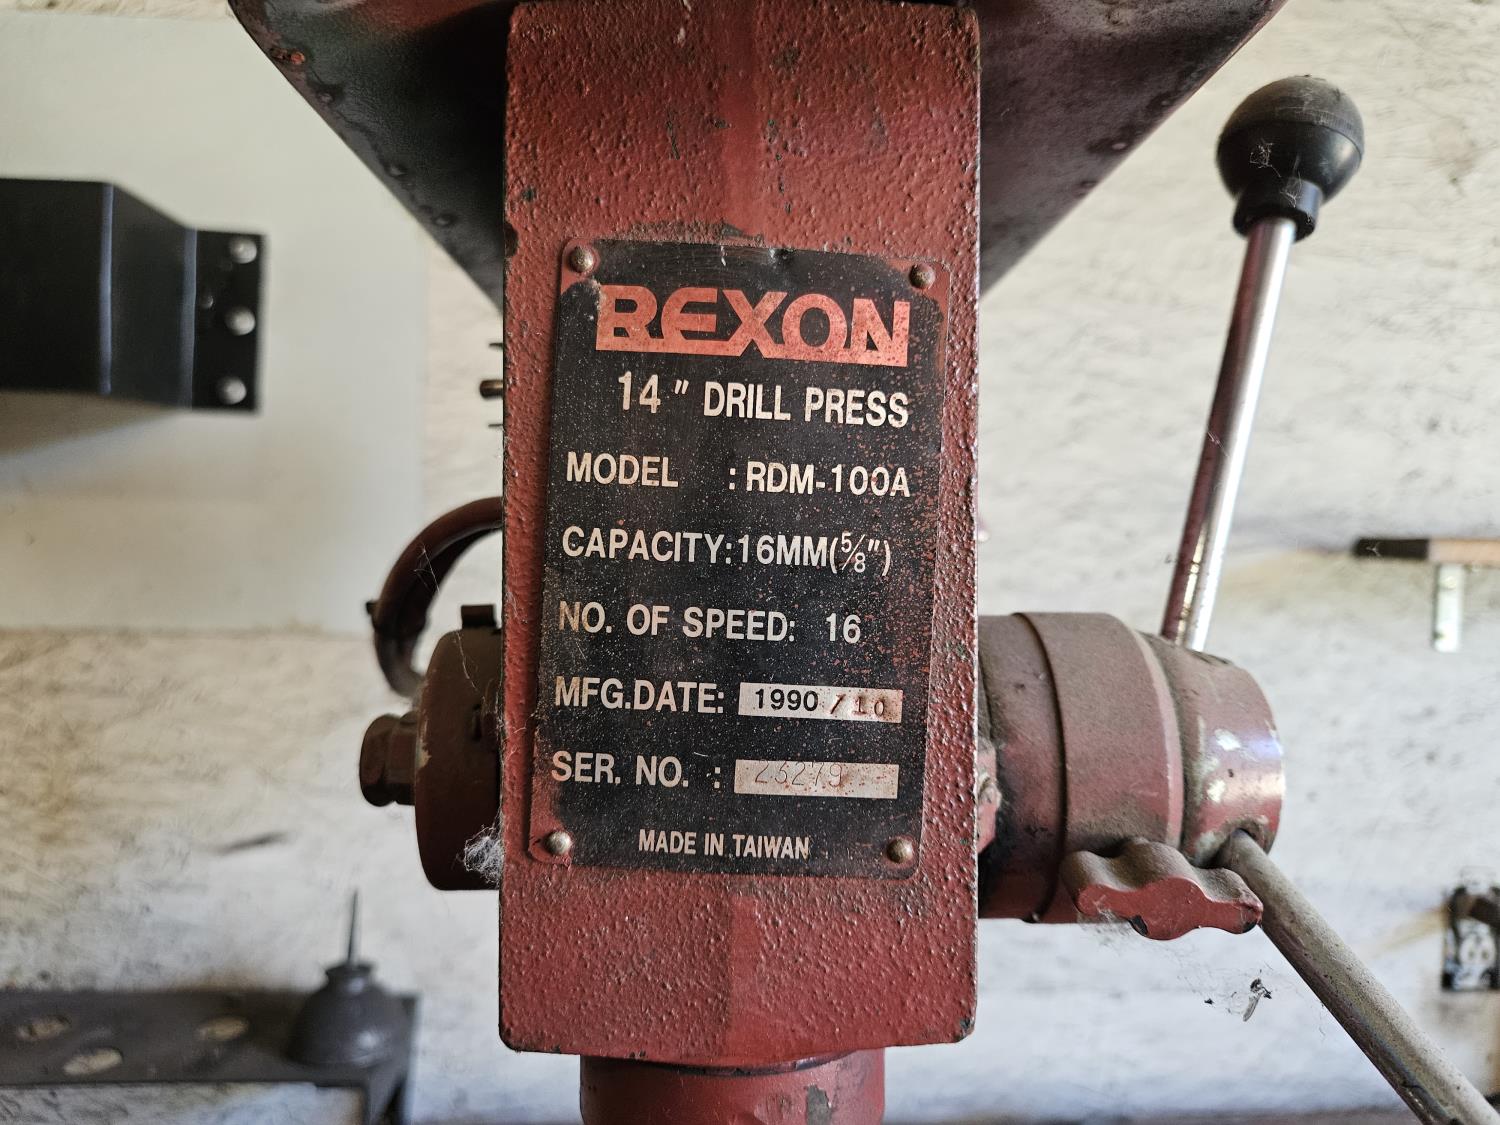 REXON
14" DRILL PRESS
MODEL : RDM-100A
CAPACITY:16MM(5/8")
NO. OF SPEED: 16
MFG.DATE: 1990/10
SER. NO. : 23279
MADE IN TAIWAN